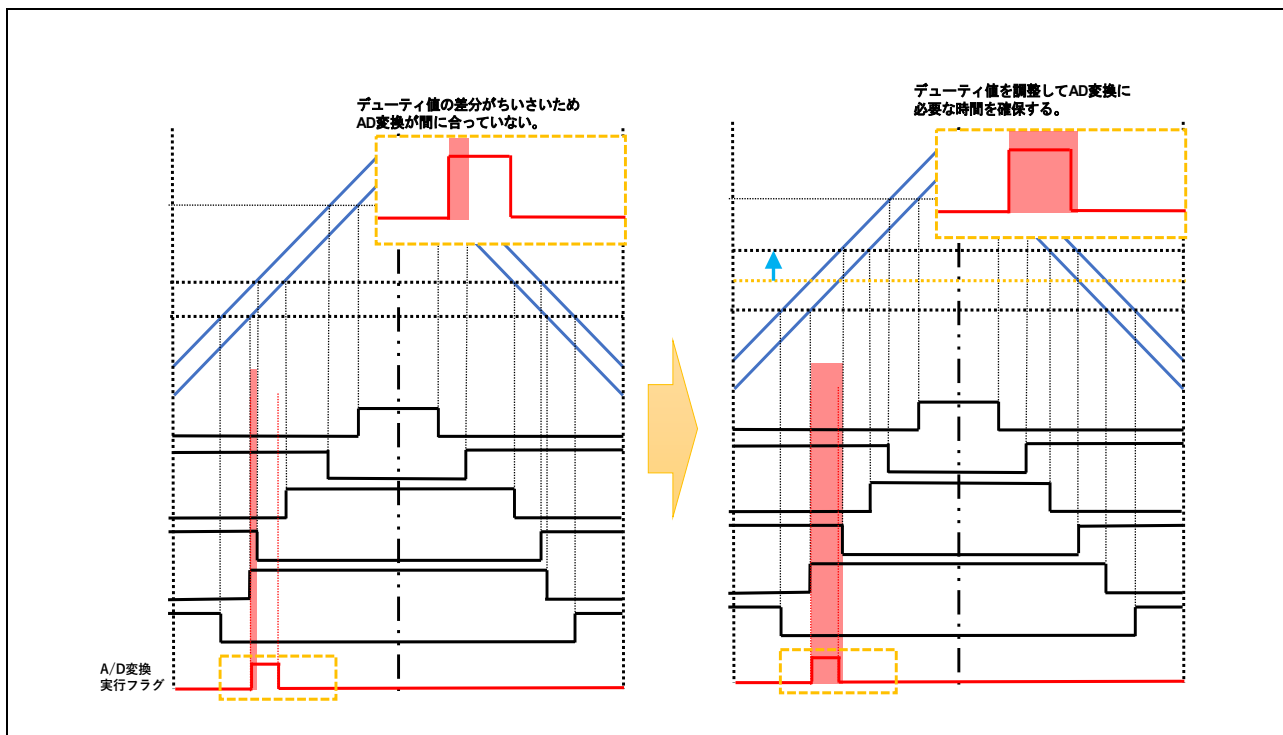 デューティ値の差分がちいさいため
AD変換が間に合っていない。
デューティ値を調整してAD変換に
必要な時間を確保する。
A/D変換
実行フラグ